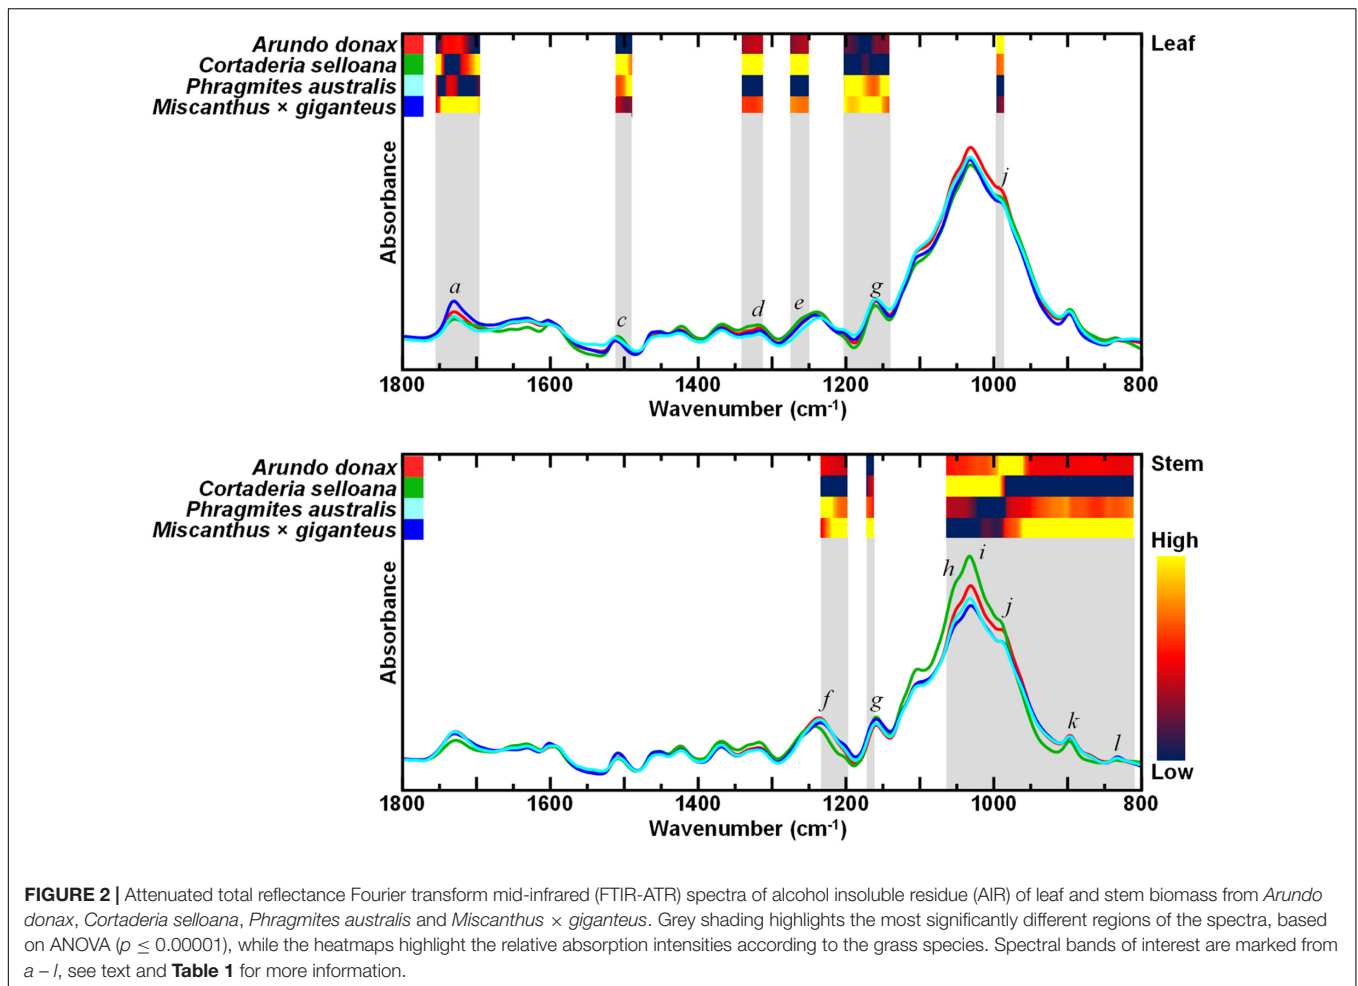 Arundo donax
Cortaderia selloana
Phragmites australis
Miscanthus × giganteus
Leaf
Absorbance
a
c
d
e
g
j
1800 1600 1400 1200 1000 800
Wavenumber (cm-1)
Arundo donax
Cortaderia selloana
Phragmites australis
Miscanthus × giganteus
Stem
High
Low
Absorbance
f
g
h
i
j
k
l
1800 1600 1400 1200 1000 800
Wavenumber (cm-1)
FIGURE 2 | Attenuated total reflectance Fourier transform mid-infrared (FTIR-ATR) spectra of alcohol insoluble residue (AIR) of leaf and stem biomass from Arundo
donax, Cortaderia selloana, Phragmites australis and Miscanthus × giganteus. Grey shading highlights the most significantly different regions of the spectra, based
on ANOVA (p ≤ 0.00001), while the heatmaps highlight the relative absorption intensities according to the grass species. Spectral bands of interest are marked from
a – l, see text and Table 1 for more information.